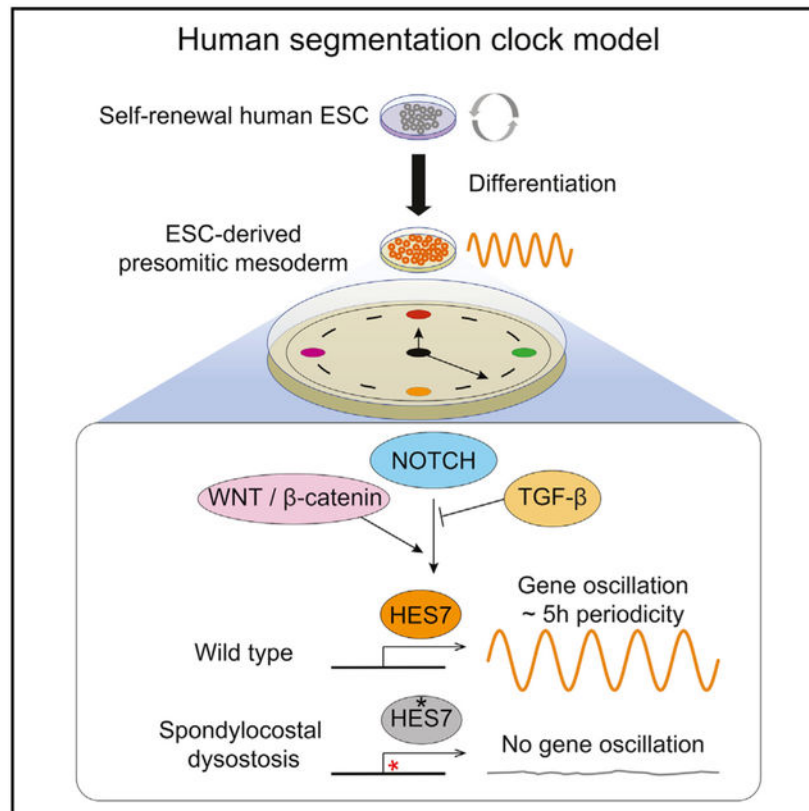 Human segmentation clock model
Self-renewal human ESC
Differentiation
ESC-derived
presomitic mesoderm
NOTCH
WNT / β-catenin
TGF-β
HES7
Gene oscillation
~ 5h periodicity
Wild type
*
HES7
Spondylocostal
dysostosis
*
No gene oscillation